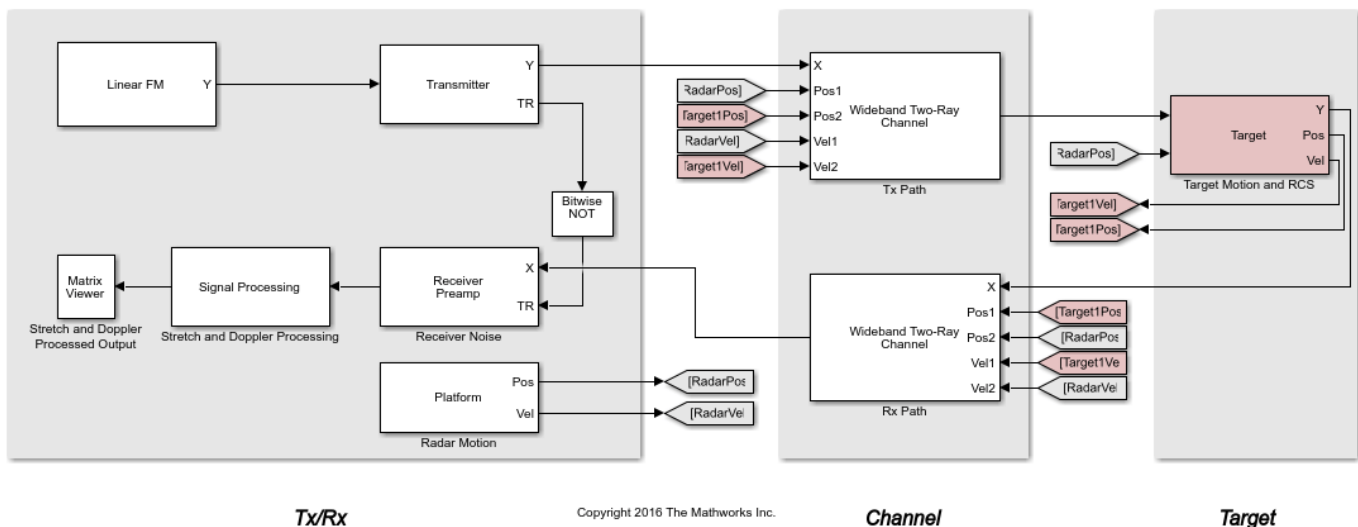 Linear FM
Y
Transmitter
Y
TR
Bitwise
NOT
Matrix
Viewer
Stretch and Doppler
Processed Output
Signal Processing
Stretch and Doppler Processing
Receiver
Preamp
X
TR
Receiver Noise
Platform
Pos
Vel
Radar Motion
[RadarPos
[RadarVel
RadarPos]
Target1Pos]
RadarVel]
Target1Vel]
X
Pos1
Pos2
Vel1
Vel2
Wideband Two-Ray
Channel
Tx Path
X
Pos1
Pos2
Vel1
Vel2
Wideband Two-Ray
Channel
Rx Path
[Target1Pos
[RadarPos
[Target1Ve
[RadarVel
RadarPos]
Target
Y
Pos
Vel
Target Motion and RCS
Target1Vel]
Target1Pos]
Tx/Rx
Copyright 2016 The Mathworks Inc.
Channel
Target